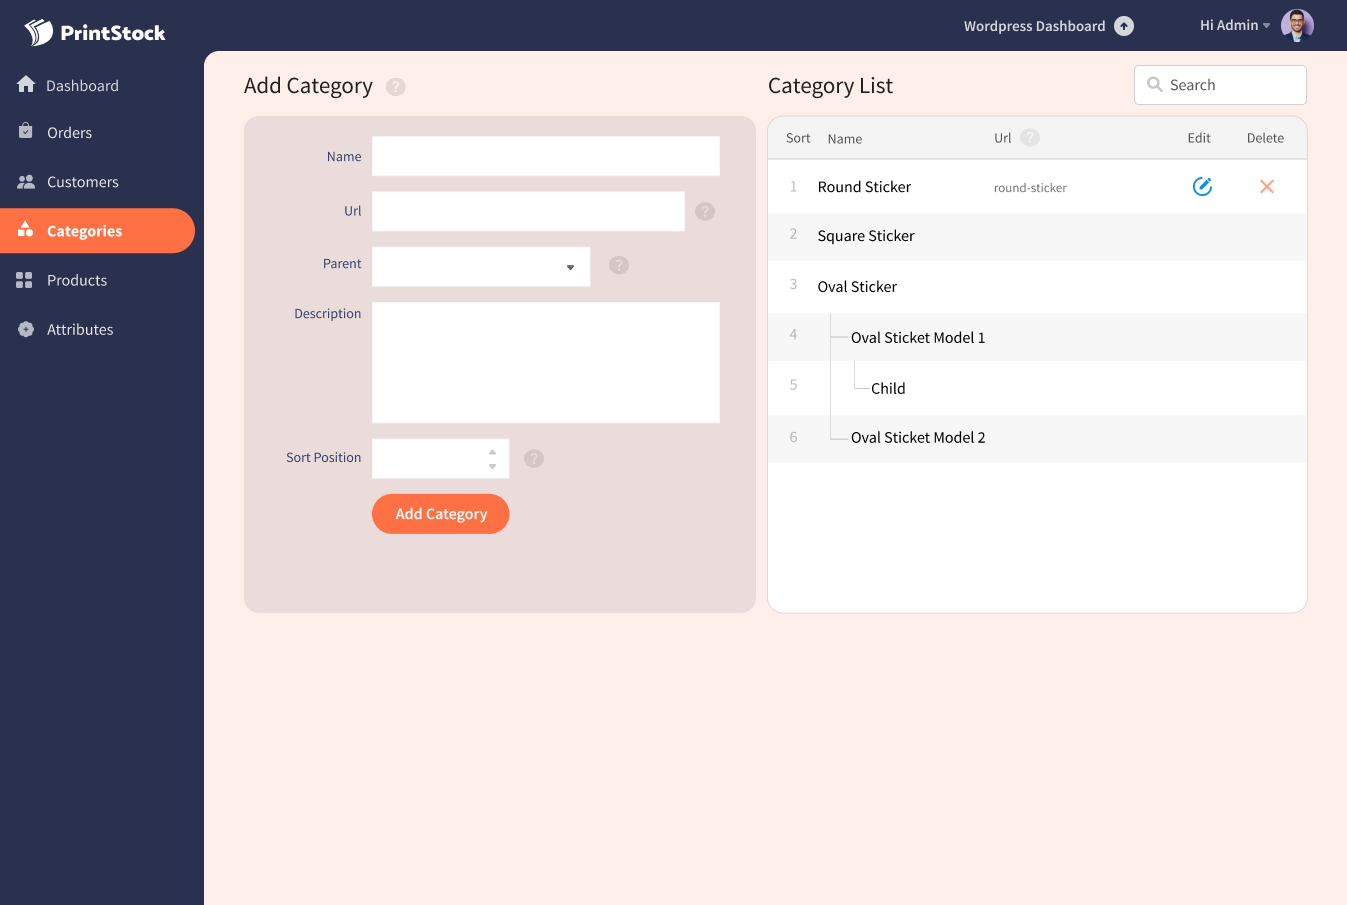 PrintStock
Wordpress Dashboard
Hi Admin
Dashboard
Orders
Customers
Categories
Products
Attributes
Add Category ?
Name
Url ?
Parent ?
Description
Sort Position ?
Add Category
Category List
Search
Sort Name Url ? Edit Delete
1 Round Sticker round-sticker
2 Square Sticker
3 Oval Sticker
4 Oval Sticket Model 1
5 Child
6 Oval Sticket Model 2